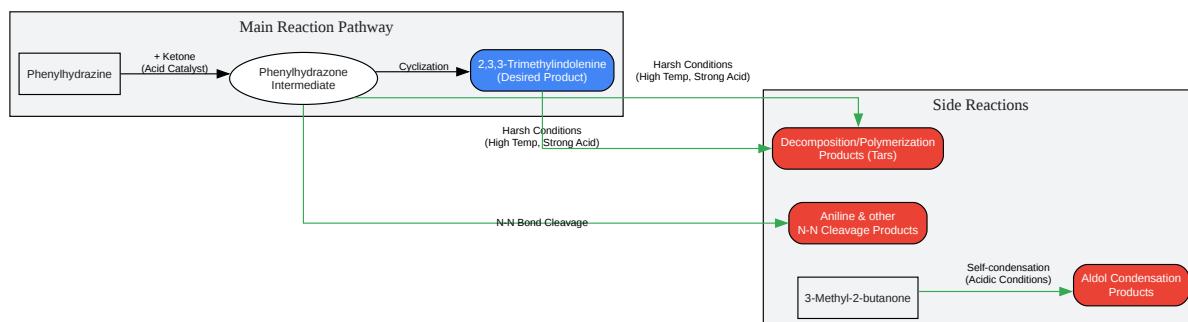 Main Reaction Pathway
Phenylhydrazine
+ Ketone
(Acid Catalyst)
Phenylhydrazone
Intermediate
Cyclization
2,3,3-Trimethylindolenine
(Desired Product)
Harsh Conditions
(High Temp, Strong Acid)
Side Reactions
Harsh Conditions
(High Temp, Strong Acid)
Decomposition/Polymerization
Products (Tars)
N-N Bond Cleavage
Aniline & other
N-N Cleavage Products
3-Methyl-2-butanone
Self-condensation
(Acidic Conditions)
Aldol Condensation
Products